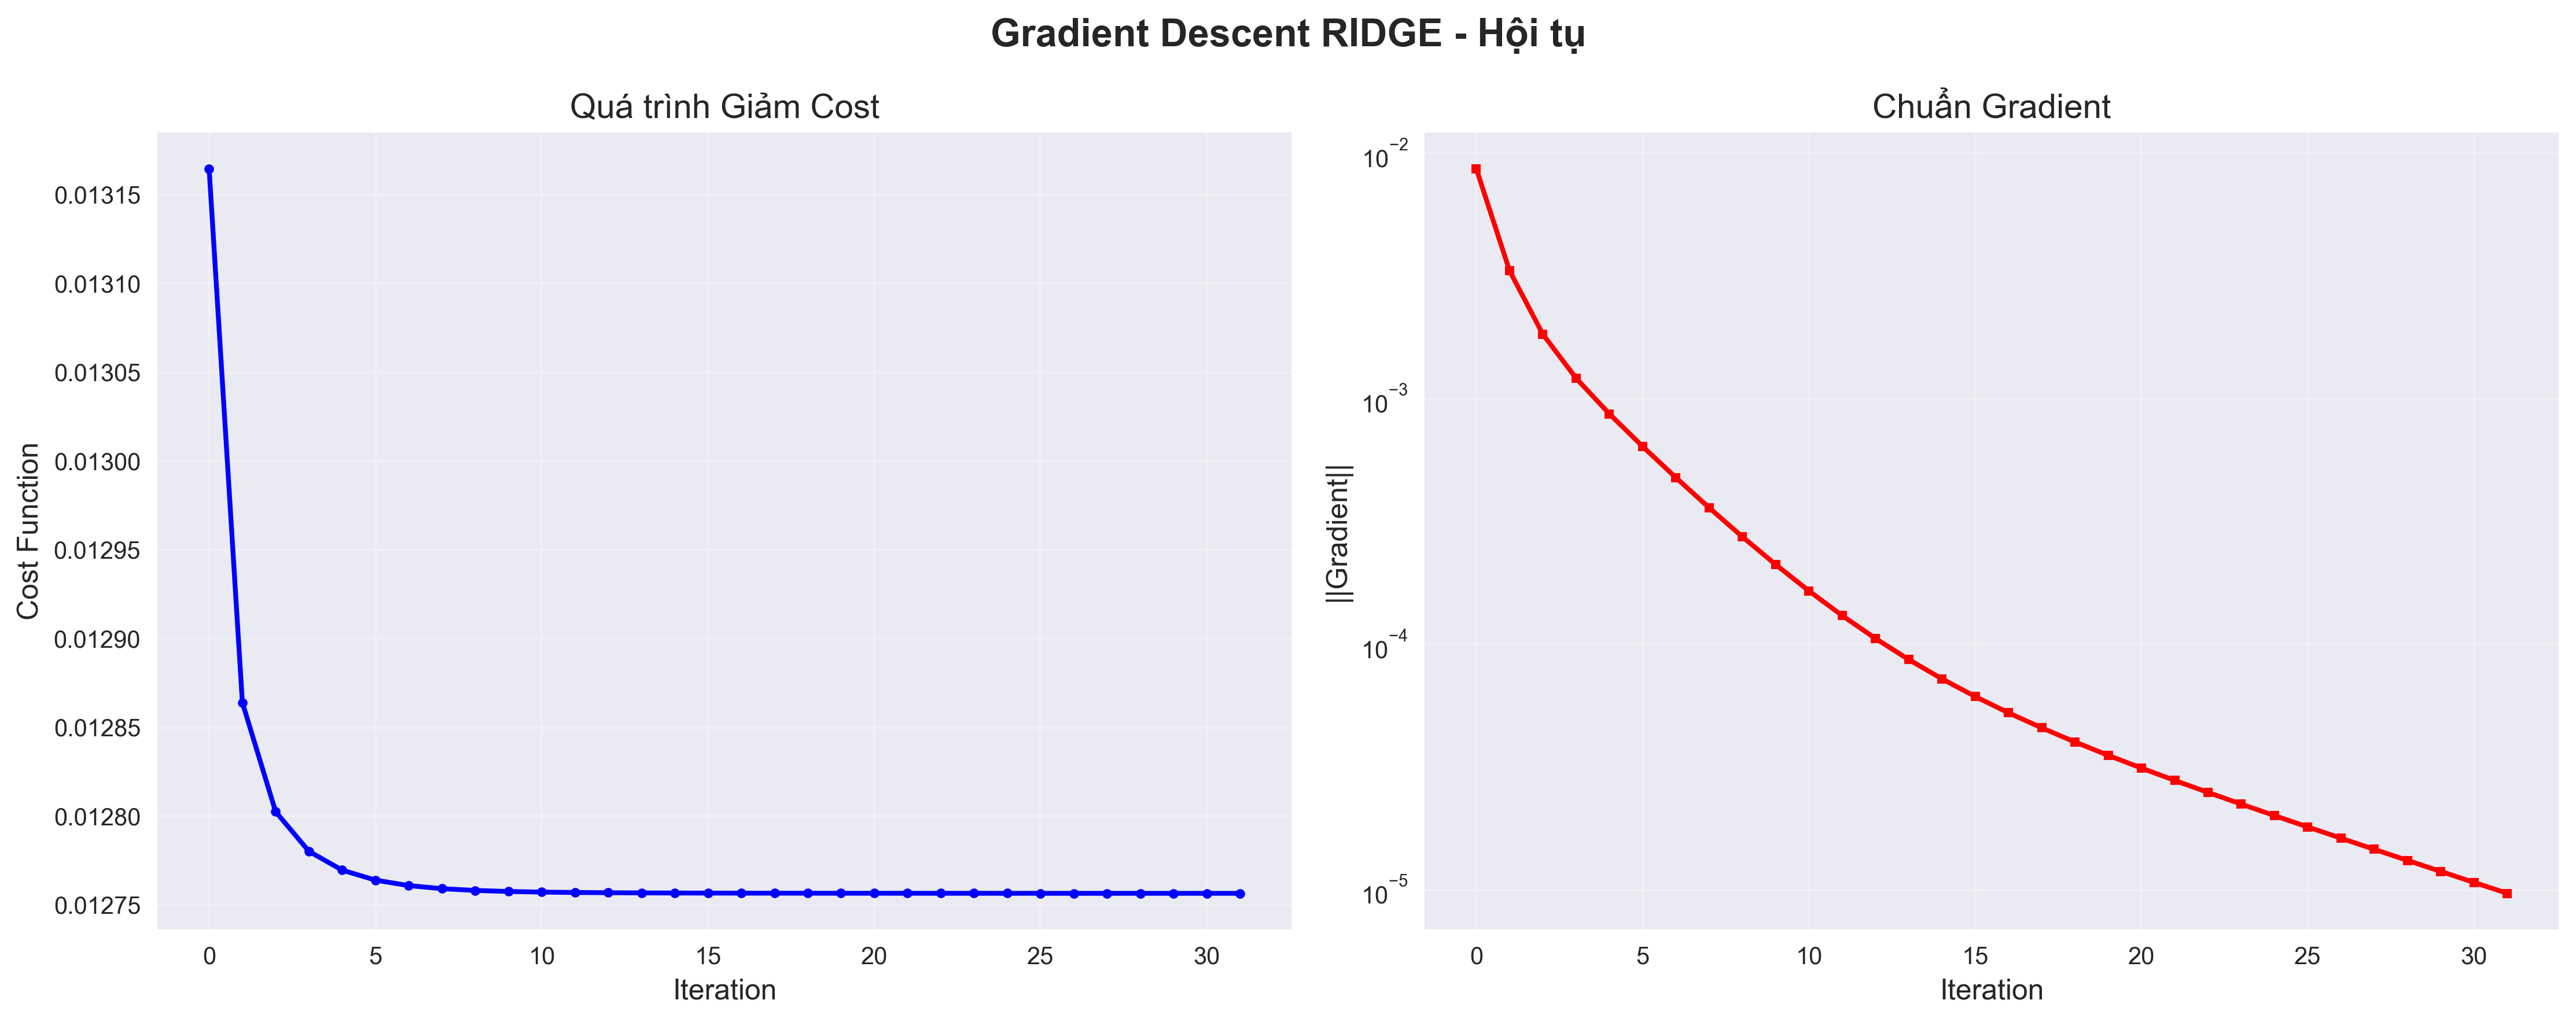 Gradient Descent RIDGE - Hội tụ
Quá trình Giảm Cost
Cost Function
0.01315
0.01310
0.01305
0.01300
0.01295
0.01290
0.01285
0.01280
0.01275
0 5 10 15 20 25 30
Iteration
Chuẩn Gradient
||Gradient||
10⁻²
10⁻³
10⁻⁴
10⁻⁵
0 5 10 15 20 25 30
Iteration